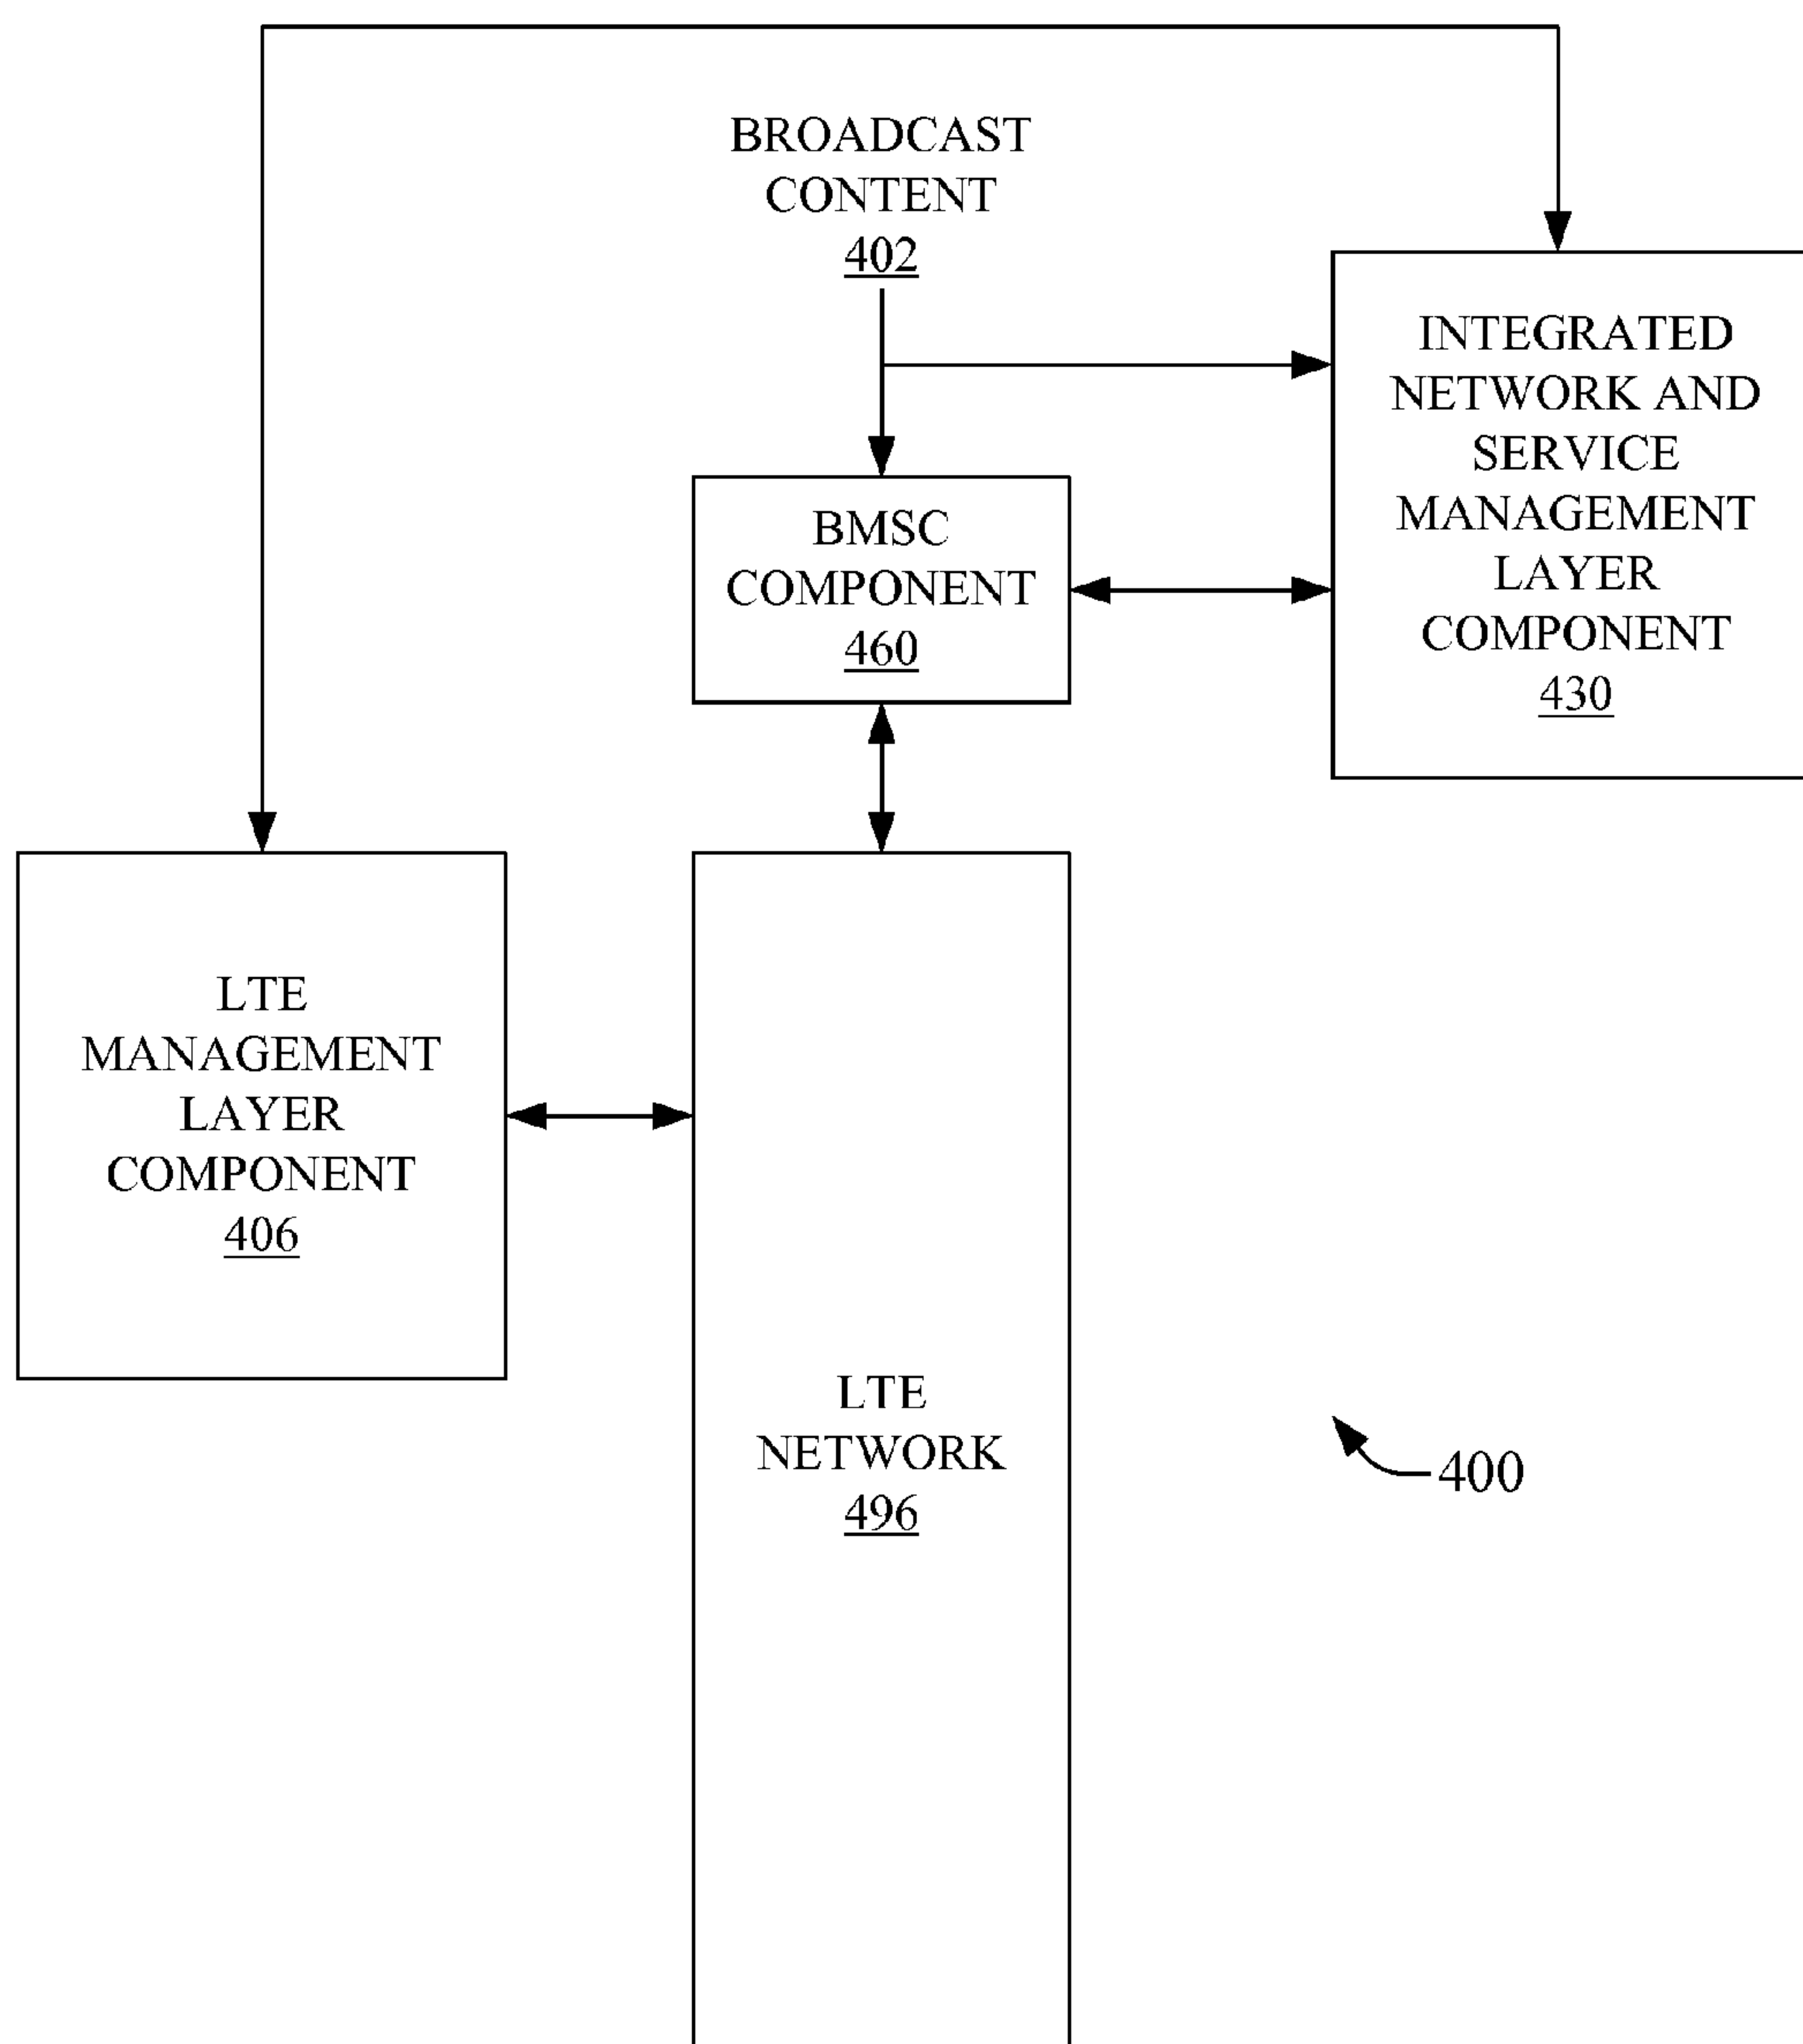 BROADCAST
CONTENT
402
INTEGRATED
NETWORK AND
SERVICE
MANAGEMENT
LAYER
COMPONENT
430
BMSC
COMPONENT
460
LTE
MANAGEMENT
LAYER
COMPONENT
406
LTE
NETWORK
496
400